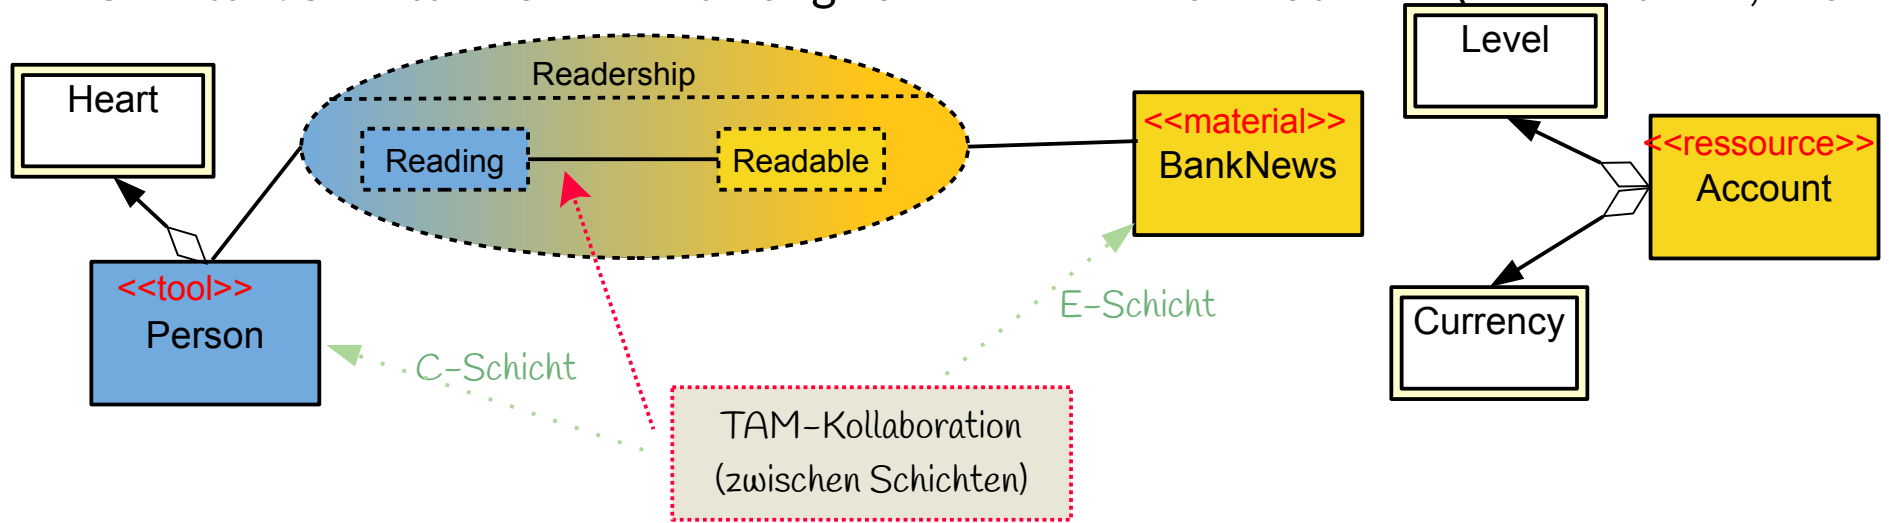 Level
Heart
Readership
<<material>>
BankNews
<<ressource>>
Account
Reading
Readable
<<tool>>
Person
E-Schicht
Currency
C-Schicht
TAM-Kollaboration
(zwischen Schichten)